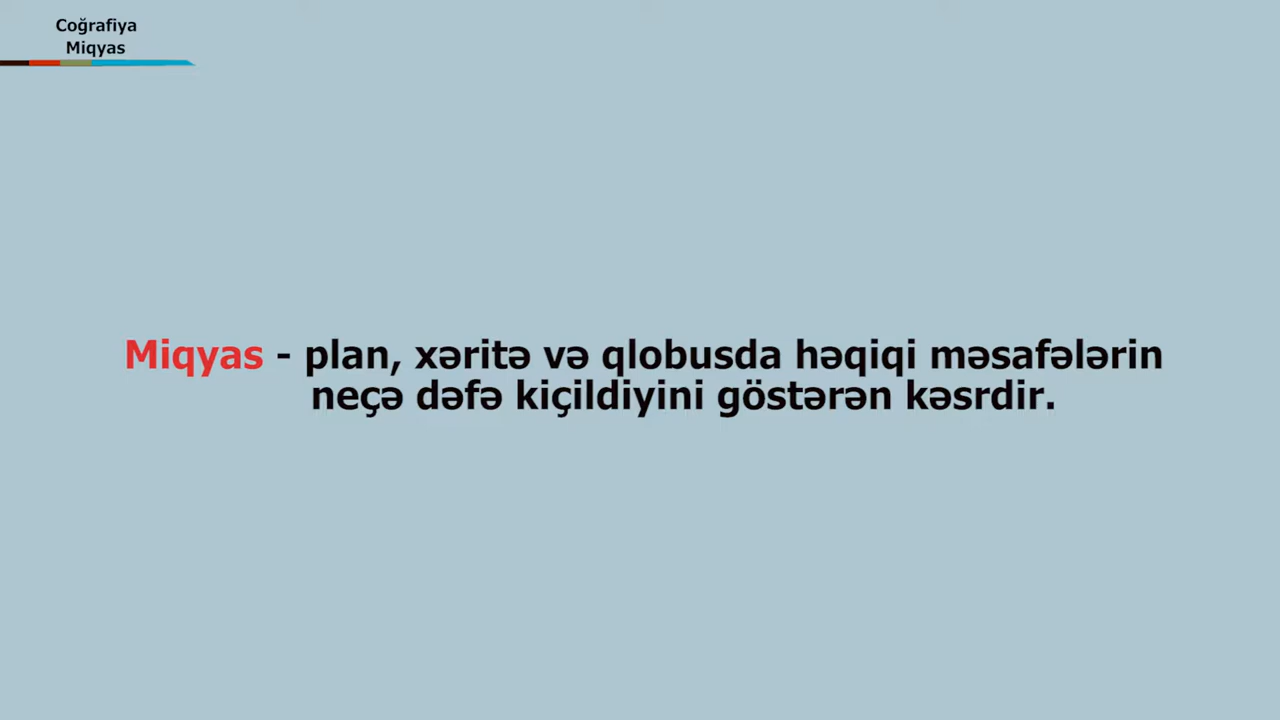 Coğrafiya
Miqyas
Miqyas - plan, xəritə və qlobusda həqiqi məsafələrin
neçə dəfə kiçildiyini göstərən kəsrdir.